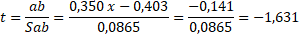 t = ab/Sab = 0,350 x − 0,403/0,0865 = −0,141/0,0865 = −1,631